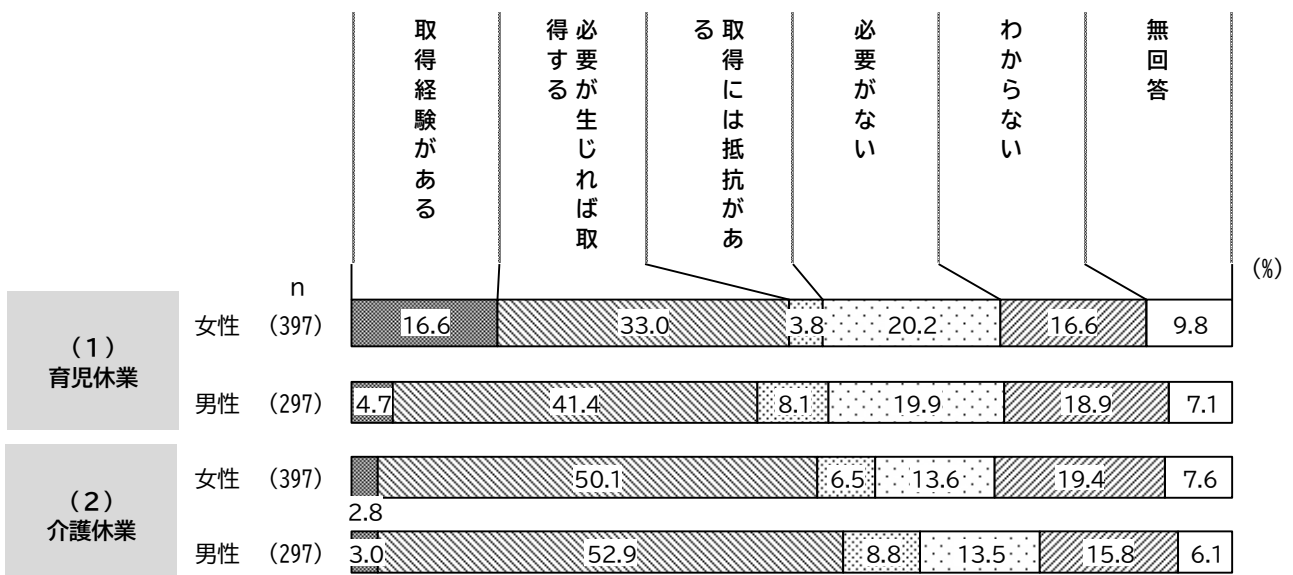 取得経験がある
必要が生じれば取
得する
取得には抵抗があ
る
必要がない
わからない
無回答
(%)
n
(1)
育児休業
女性 (397) 16.6 33.0 3.8 20.2 16.6 9.8
男性 (297) 4.7 41.4 8.1 19.9 18.9 7.1
(2)
介護休業
女性 (397) 2.8 50.1 6.5 13.6 19.4 7.6
男性 (297) 3.0 52.9 8.8 13.5 15.8 6.1